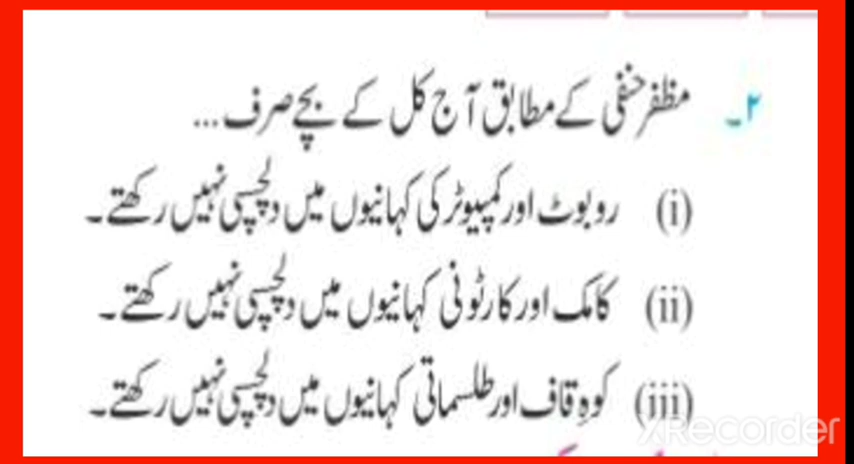 ۲۔ مظفر حنفی کے مطابق آج کل کے بچے صرف...
(i) روبوٹ اور کمپیوٹر کی کہانیوں میں دلچسپی نہیں رکھتے۔
(ii) کامک اور کارٹونی کہانیوں میں دلچسپی نہیں رکھتے۔
(iii) کوہِ قاف اور طلسماتی کہانیوں میں دلچسپی نہیں رکھتے۔
XRecorder